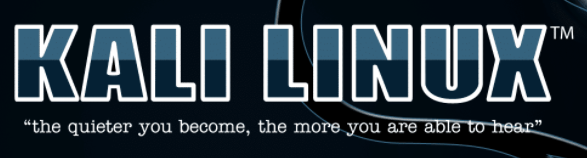 KALI LINUX™
“the quieter you become, the more you are able to hear”